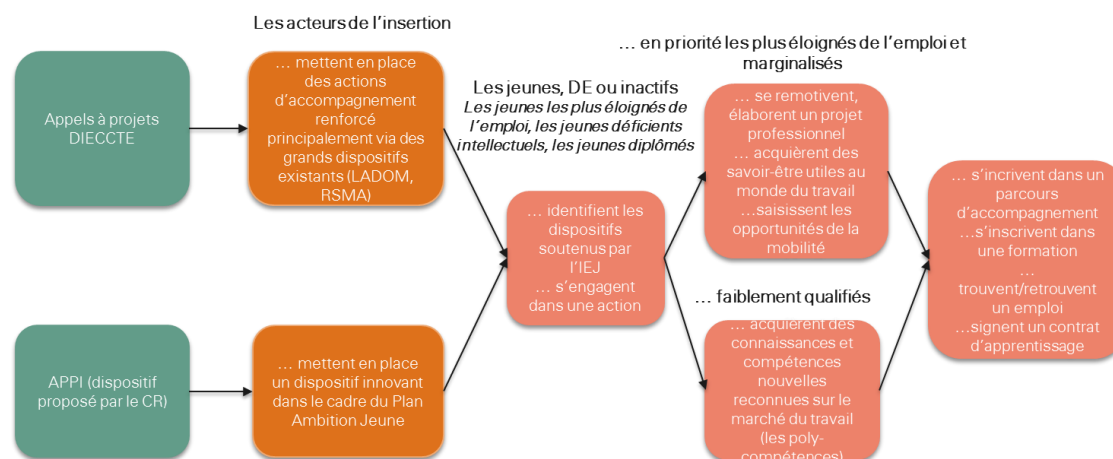 Les acteurs de l'insertion
Appels à projets
DIECCTE
… mettent en place
des actions
d'accompagnement
renforcé
principalement via des
grands dispositifs
existants (LADOM,
RSMA)
APPI (dispositif
proposé par le CR)
… mettent en place
un dispositif innovant
dans le cadre du Plan
Ambition Jeune
Les jeunes, DE ou inactifs
Les jeunes les plus éloignés de
l'emploi, les jeunes déficients
intellectuels, les jeunes diplômés
… identifient les
dispositifs
soutenus par
l'IEJ
… s'engagent
dans une action
… en priorité les plus éloignés de l'emploi et
marginalisés
… se remotivent,
élaborent un projet
professionnel
… acquièrent des
savoir-être utiles au
monde du travail
…saisissent les
opportunités de la
mobilité
… faiblement qualifiés
… acquièrent des
connaissances et
compétences
nouvelles
reconnues sur le
marché du travail
(les poly-
compétences)
… s'incrivent dans un
parcours
d'accompagnement
…s'inscrivent dans
une formation
…
trouvent/retrouvent
un emploi
…signent un contrat
d'apprentissage